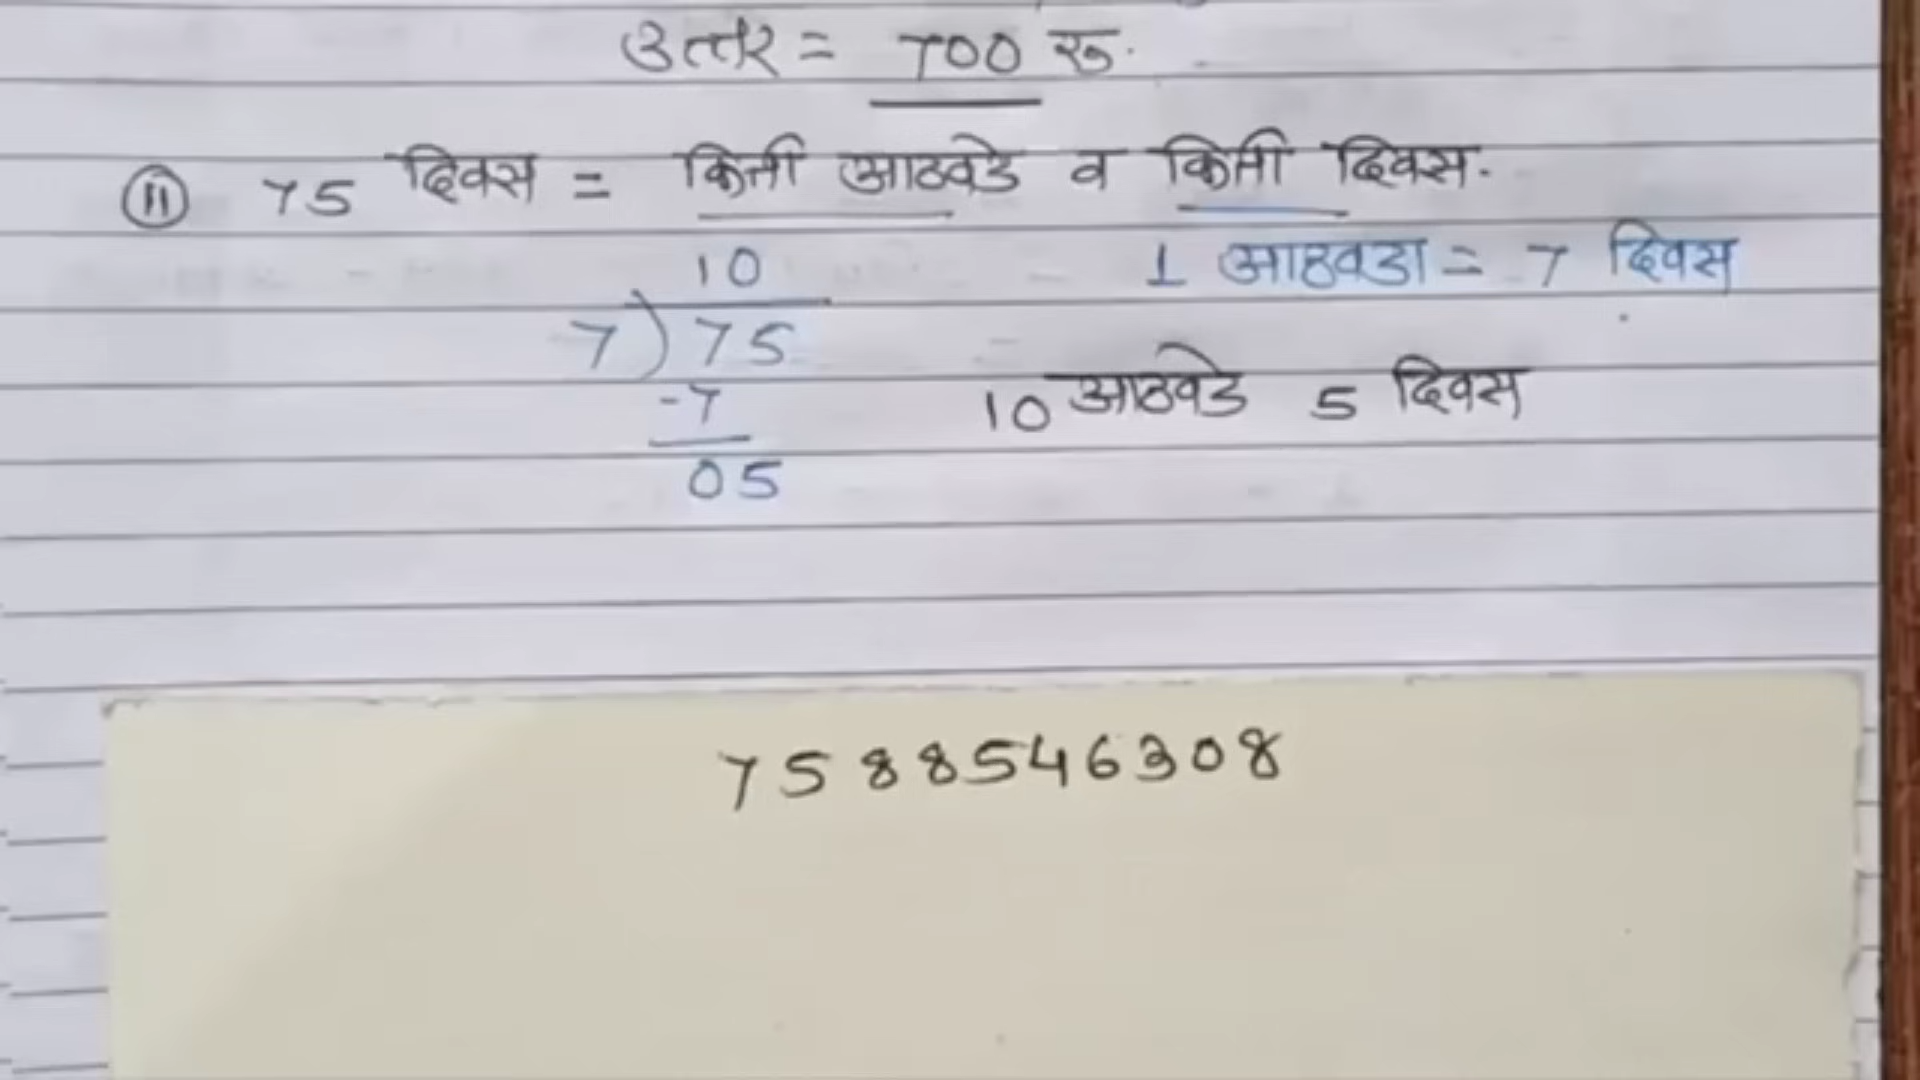 उत्तर = 700 रु.
(11) 75 दिवस = किती आठवडे व किती दिवस.
10
1 आठवडा = 7 दिवस
7) 75
-7
10 आठवडे 5 दिवस
05
7588546308